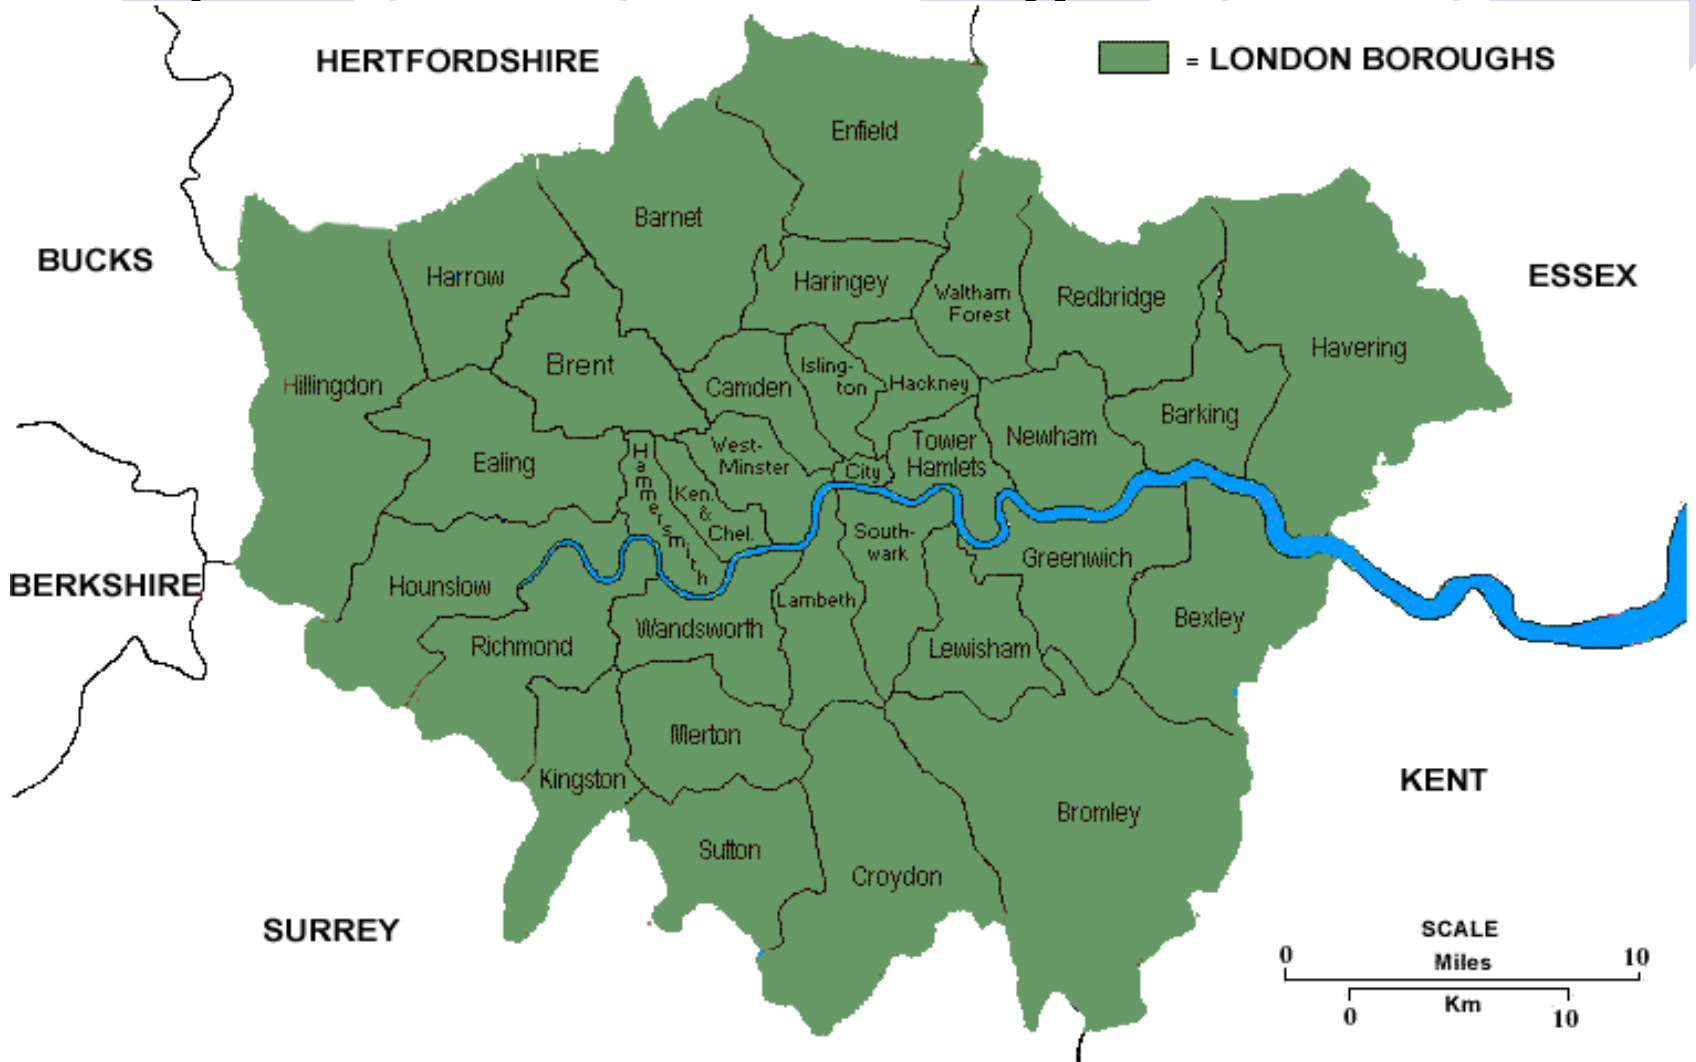 HERTFORDSHIRE
= LONDON BOROUGHS
Enfield
Barnet
BUCKS
Harrow
Haringey
Waltham
Forest
Redbridge
ESSEX
Havering
Hillingdon
Brent
Camden
Isling-
ton
Hackney
Barking
Ealing
Hammersmith
West-
Minster
City
Tower
Hamlets
Newham
Ken.
&
Chel.
South-
wark
Greenwich
BERKSHIRE
Hounslow
Richmond
Wandsworth
Lambeth
Lewisham
Bexley
Merton
Kingston
KENT
Bromley
Sutton
Croydon
SURREY
SCALE
0 Miles 10
Km
0 10